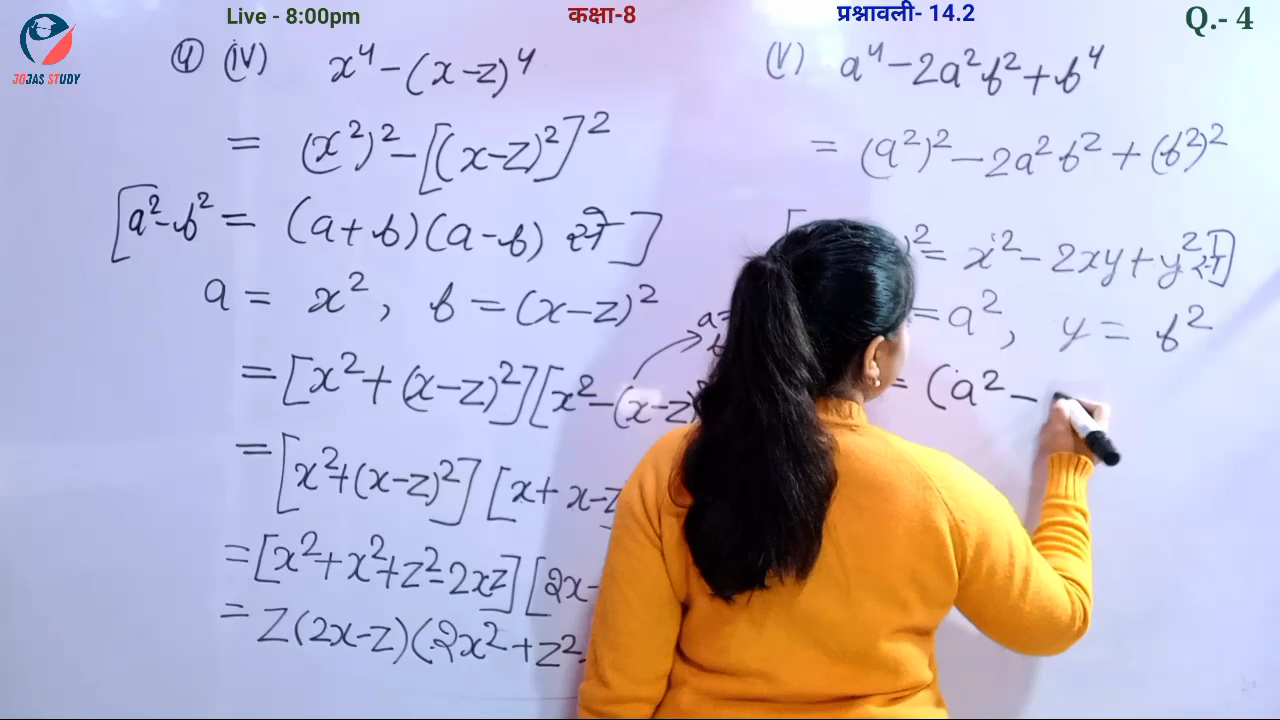 Live - 8:00pm
कक्षा-8
प्रश्नावली- 14.2
Q.- 4
JOJAS STUDY
(4) (iv) x⁴ - (x-z)⁴
= (x²)² - [(x-z)²]²
[a²-b² = (a+b)(a-b) से]
a = x², b = (x-z)²
= [x²+(x-z)²][x²-(x-z)
= [x²+(x-z)²] [x+x-z
= [x²+x²+z²-2xz] [2x-
= z(2x-z)(2x²+z²
(v) a⁴-2a²b²+b⁴
= (a²)²-2a²b²+(b²)²
[ )² = x²-2xy+y² से]
a=
= a², y = b²
= (a² -